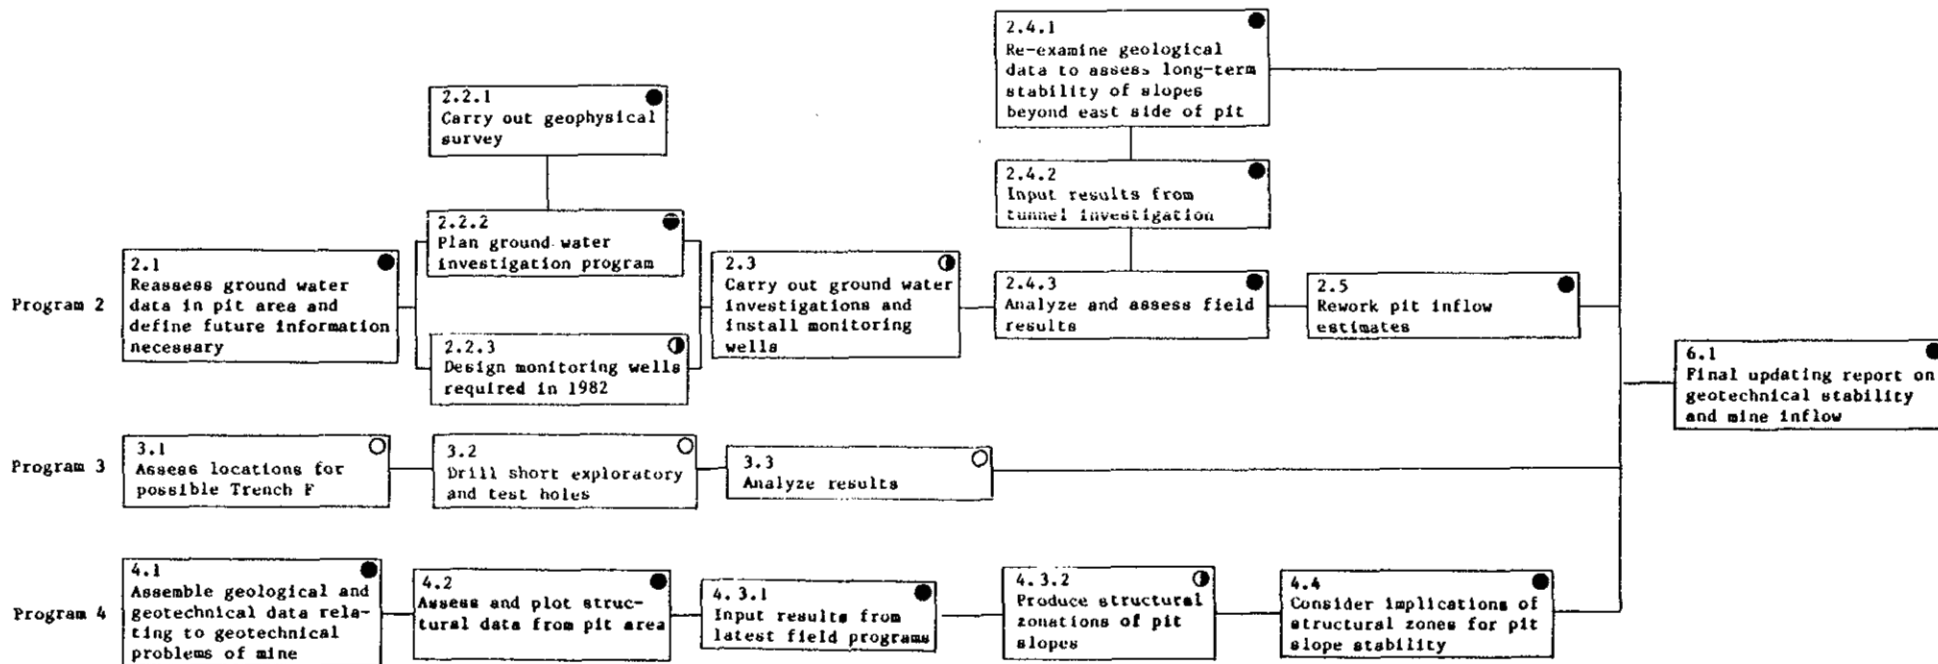 2.4.1
Re-examine geological
data to assess long-term
stability of slopes
beyond east side of pit
2.2.1
Carry out geophysical
survey
2.4.2
Input results from
tunnel investigation
2.2.2
Plan ground water
investigation program
Program 2
2.1
Reassess ground water
data in pit area and
define future information
necessary
2.3
Carry out ground water
investigations and
install monitoring
wells
2.4.3
Analyze and assess field
results
2.5
Rework pit inflow
estimates
2.2.3
Design monitoring wells
required in 1982
6.1
Final updating report on
geotechnical stability
and mine inflow
Program 3
3.1
Assess locations for
possible Trench F
3.2
Drill short exploratory
and test holes
3.3
Analyze results
Program 4
4.1
Assemble geological and
geotechnical data rela-
ting to geotechnical
problems of mine
4.2
Assess and plot struc-
tural data from pit area
4.3.1
Input results from
latest field programs
4.3.2
Produce structural
zonations of pit
slopes
4.4
Consider implications of
structural zones for pit
slope stability